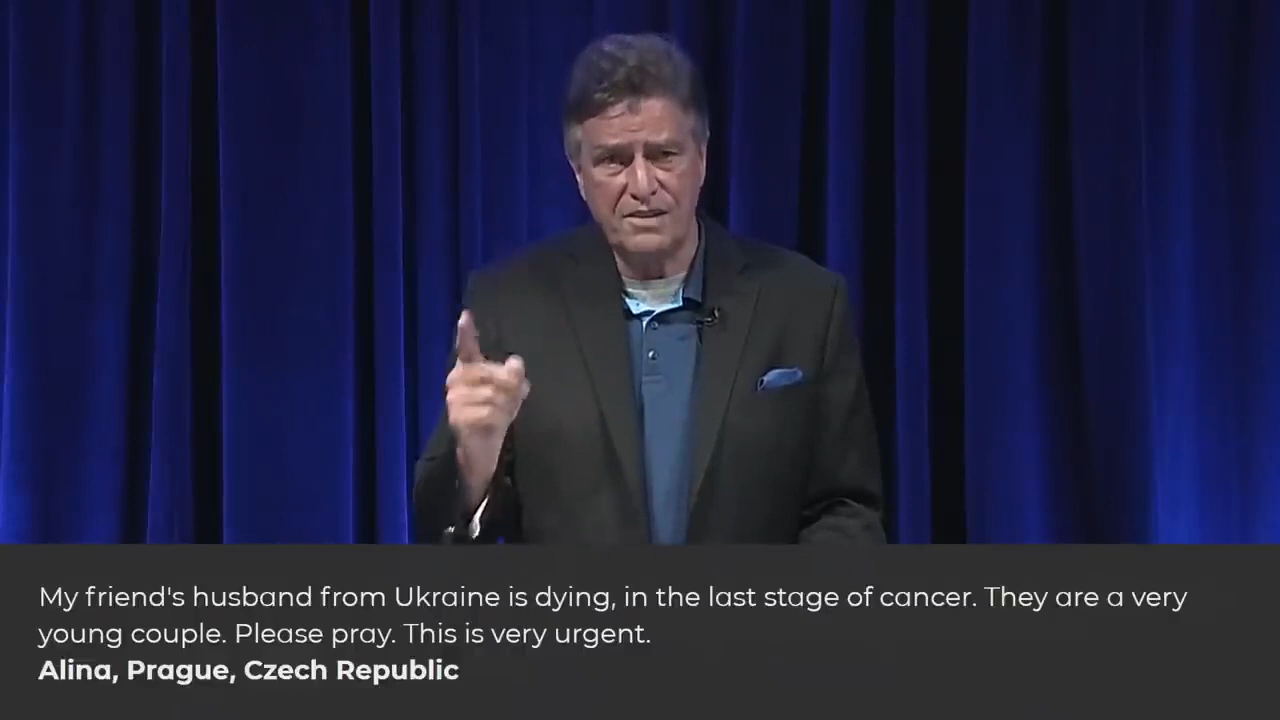 My friend's husband from Ukraine is dying, in the last stage of cancer. They are a very
young couple. Please pray. This is very urgent.
Alina, Prague, Czech Republic